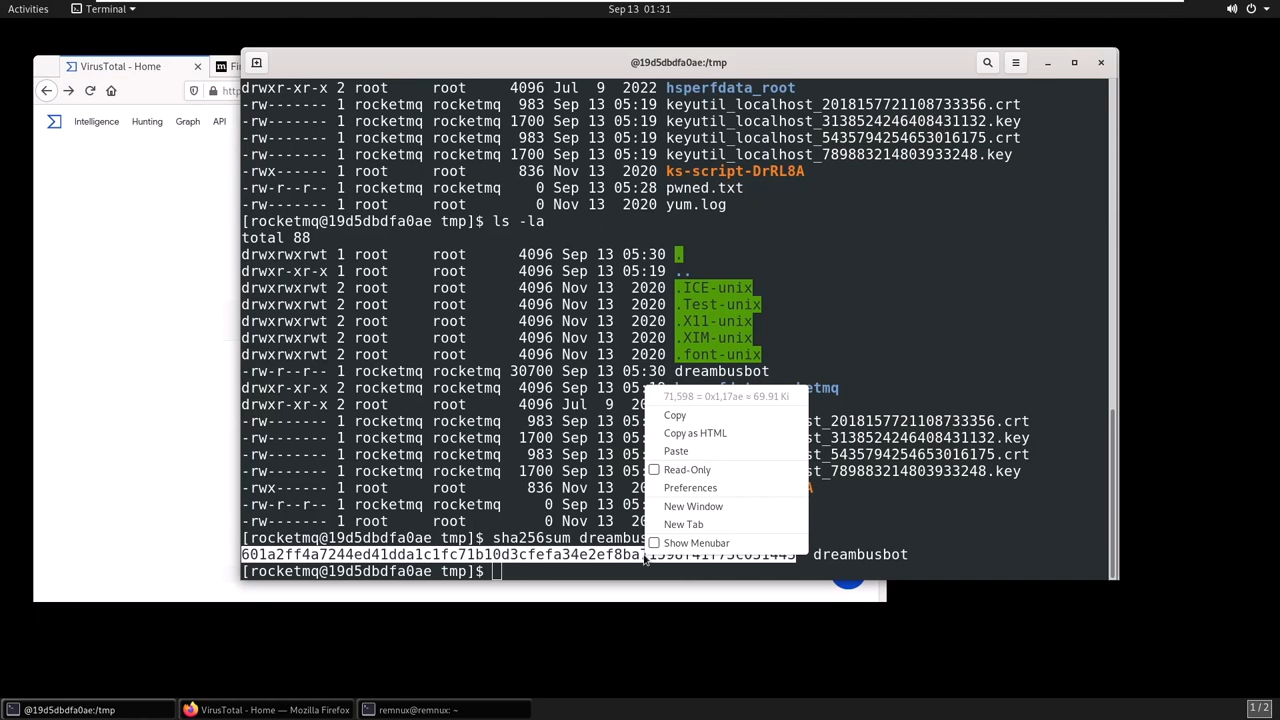 Activities Terminal Sep 13 01:31
VirusTotal - Home
@19d5dbdfa0ae:/tmp
Intelligence Hunting Graph API
drwxr-xr-x 2 root root 4096 Jul 9 2022 hsperfdata_root
-rw------- 1 rocketmq rocketmq 983 Sep 13 05:19 keyutil_localhost_2018157721108733356.crt
-rw------- 1 rocketmq rocketmq 1700 Sep 13 05:19 keyutil_localhost_3138524246408431132.key
-rw------- 1 rocketmq rocketmq 983 Sep 13 05:19 keyutil_localhost_5435794254653016175.crt
-rw------- 1 rocketmq rocketmq 1700 Sep 13 05:19 keyutil_localhost_789883214803933248.key
-rwx------ 1 root root 836 Nov 13 2020 ks-script-DrRL8A
-rw-r--r-- 1 rocketmq rocketmq 0 Sep 13 05:28 pwned.txt
-rw------- 1 root root 0 Nov 13 2020 yum.log
[rocketmq@19d5dbdfa0ae tmp]$ ls -la
total 88
drwxrwxrwt 1 root root 4096 Sep 13 05:30 .
drwxr-xr-x 1 root root 4096 Sep 13 05:19 ..
drwxrwxrwt 2 root root 4096 Nov 13 2020 .ICE-unix
drwxrwxrwt 2 root root 4096 Nov 13 2020 .Test-unix
drwxrwxrwt 2 root root 4096 Nov 13 2020 .X11-unix
drwxrwxrwt 2 root root 4096 Nov 13 2020 .XIM-unix
drwxrwxrwt 2 root root 4096 Nov 13 2020 .font-unix
-rw-r--r-- 1 rocketmq rocketmq 30700 Sep 13 05:30 dreambusbot
drwxr-xr-x 2 rocketmq rocketmq 4096 Sep 13
drwxr-xr-x 2 root root 4096 Jul 9
-rw------- 1 rocketmq rocketmq 983 Sep 13 st_2018157721108733356.crt
-rw------- 1 rocketmq rocketmq 1700 Sep 13 st_3138524246408431132.key
-rw------- 1 rocketmq rocketmq 983 Sep 13 st_5435794254653016175.crt
-rw------- 1 rocketmq rocketmq 1700 Sep 13 st_789883214803933248.key
-rwx------ 1 root root 836 Nov 13
-rw-r--r-- 1 rocketmq rocketmq 0 Sep 13
-rw------- 1 root root 0 Nov 13
[rocketmq@19d5dbdfa0ae tmp]$ sha256sum
dreambusbot
[rocketmq@19d5dbdfa0ae tmp]$
71,598 = 0x1,17ae ≈ 69.91 Ki
Copy
Copy as HTML
Paste
Read-Only
Preferences
New Window
New Tab
Show Menubar
@19d5dbdfa0ae:/tmp VirusTotal - Home — Mozilla Firefox remnux@remnux: ~ 1 / 2